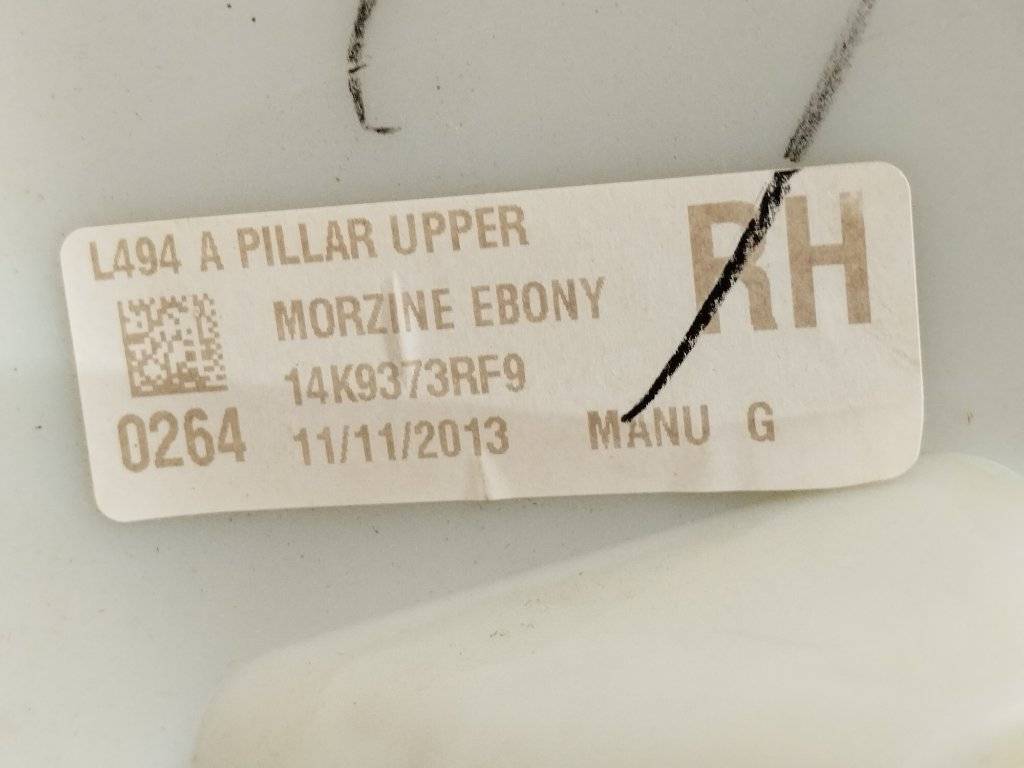 L494 A PILLAR UPPER
RH
MORZINE EBONY
14K9373RF9
0264
11/11/2013
MANU G